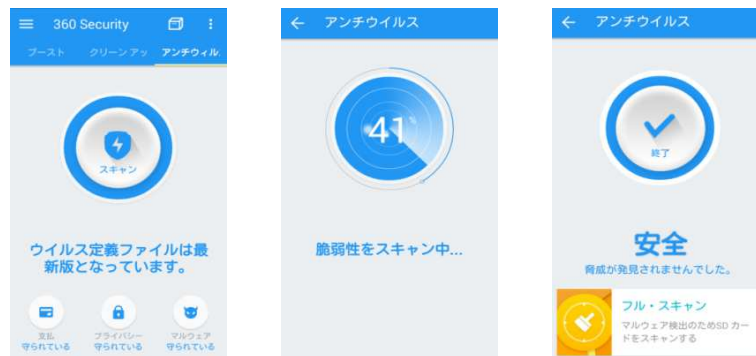 360 Security
ブースト クリーン アッ アンチウィル
スキャン
ウイルス定義ファイルは最
新版となっています。
支払 プライバシー マルウェア
守られている 守られている 守られている
アンチウイルス
41%
脆弱性をスキャン中...
アンチウイルス
終了
安全
脅威が発見されませんでした。
フル・スキャン
マルウェア検出のためSD カー
ドをスキャンする